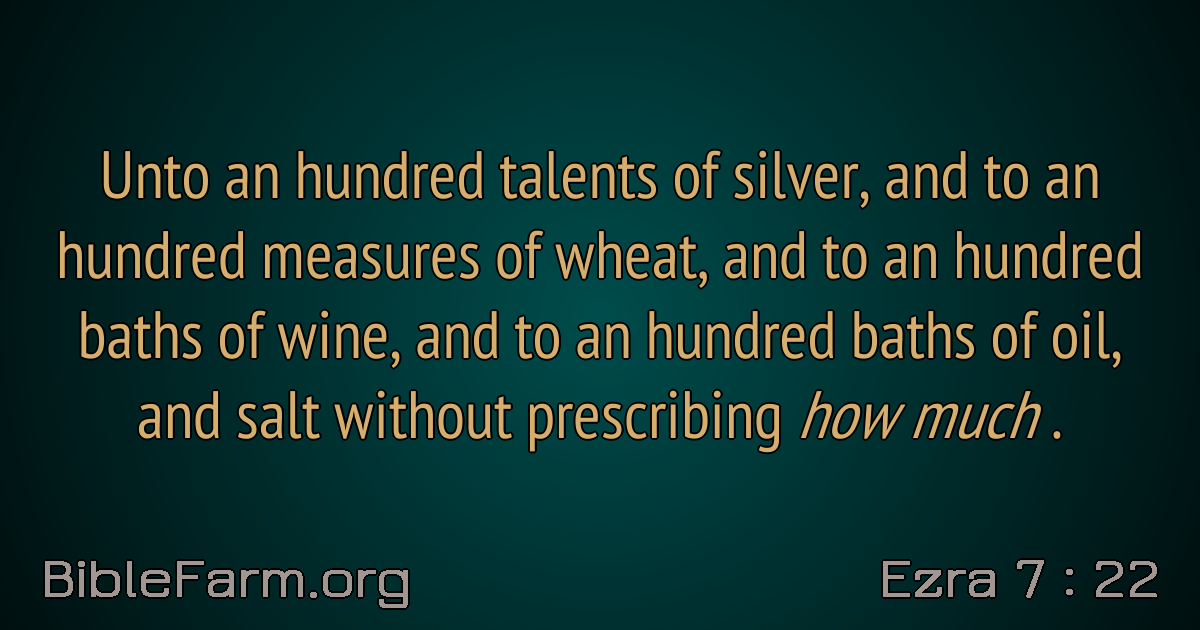 Unto an hundred talents of silver, and to an
hundred measures of wheat, and to an hundred
baths of wine, and to an hundred baths of oil,
and salt without prescribing how much .
BibleFarm.org
Ezra 7 : 22